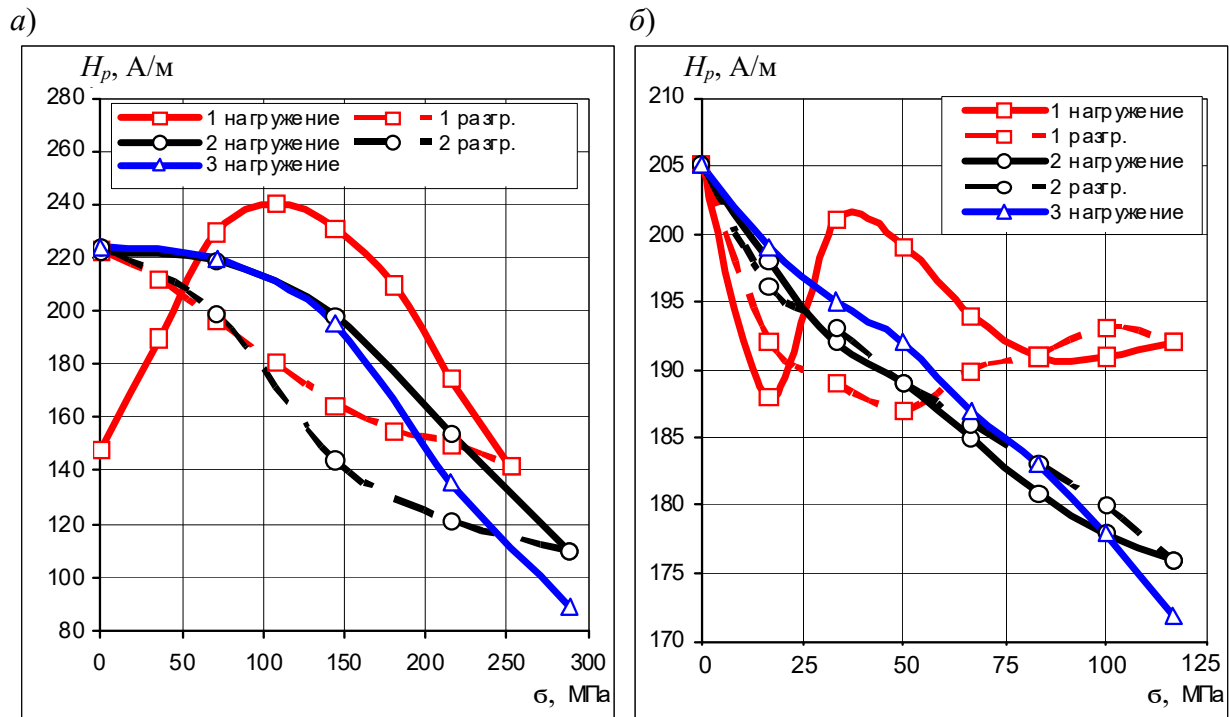 а)
Hp, А/м
280
260
240
220
200
180
160
140
120
100
80
0 50 100 150 200 250 300
σ, МПа
1 нагружение 1 разгр.
2 нагружение 2 разгр.
3 нагружение
б)
Hp, А/м
210
205
200
195
190
185
180
175
170
0 25 50 75 100 125
σ, МПа
1 нагружение
1 разгр.
2 нагружение
2 разгр.
3 нагружение